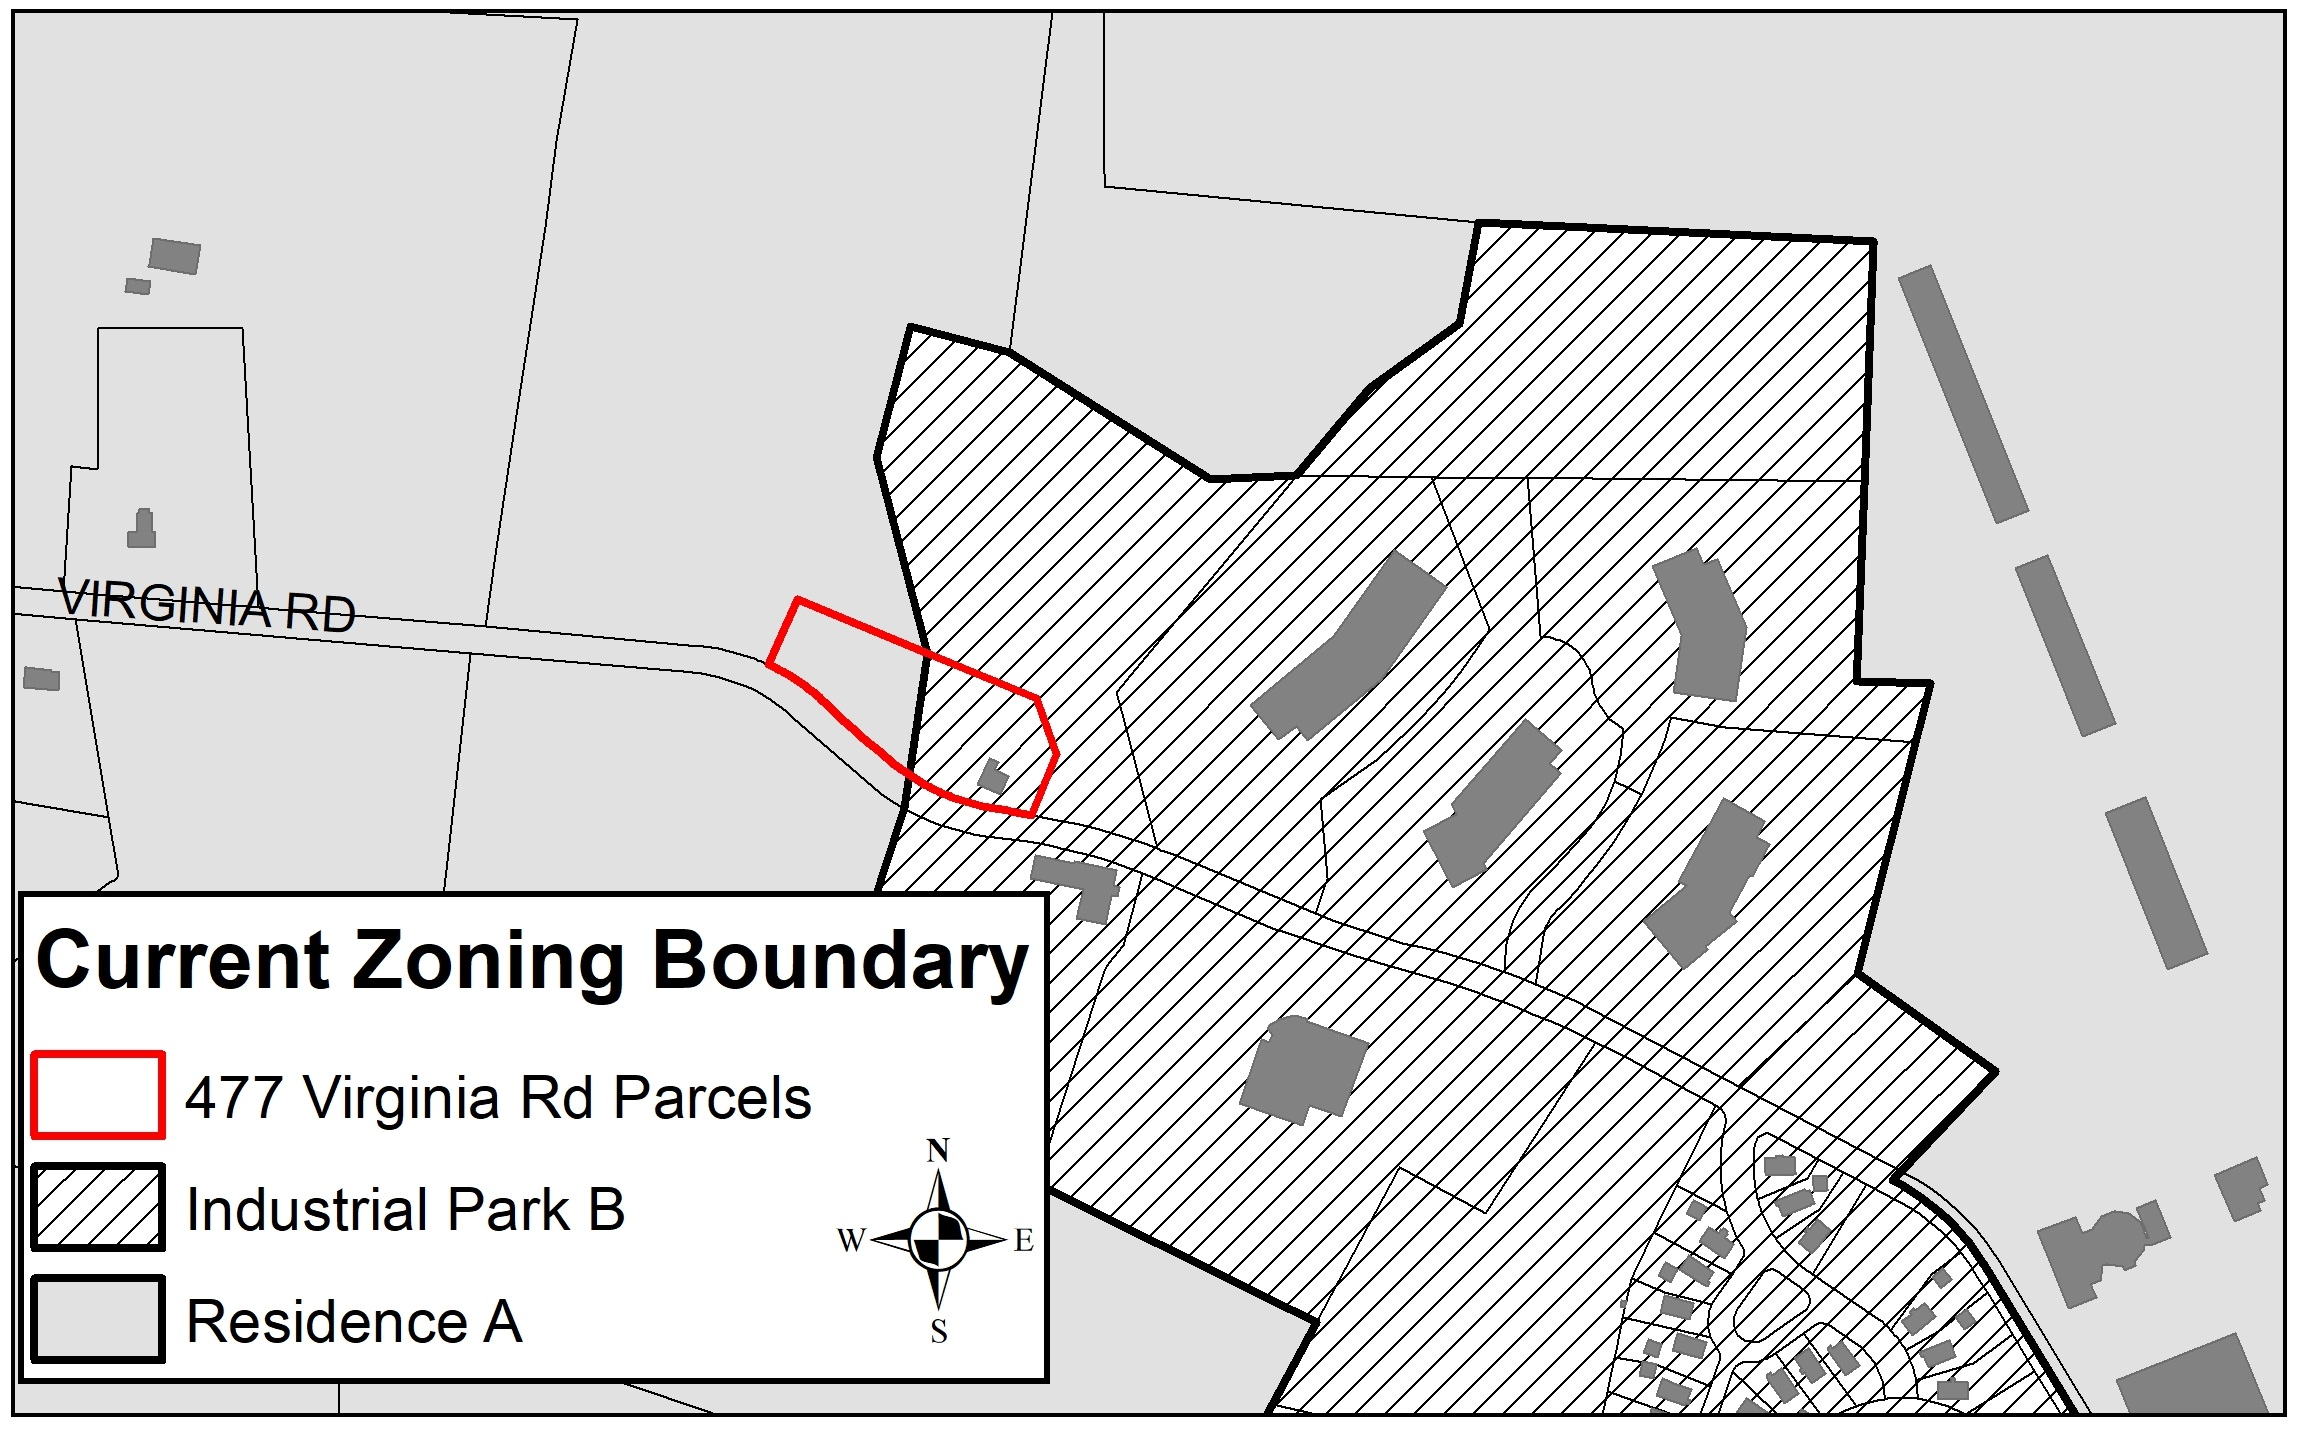 VIRGINIA RD
Current Zoning Boundary
477 Virginia Rd Parcels
Industrial Park B
Residence A
N
W E
S